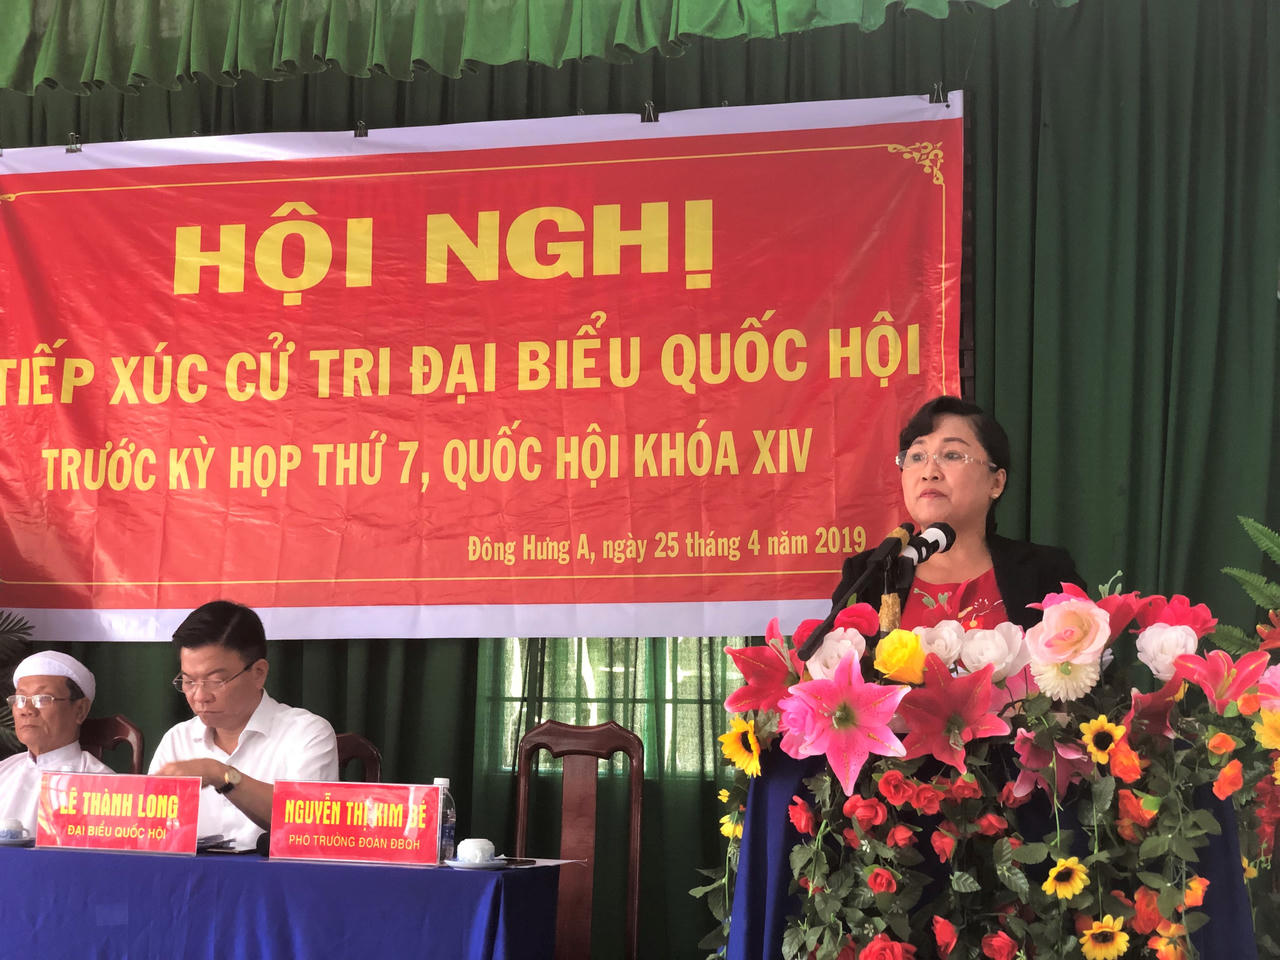 HỘI NGHỊ
TIẾP XÚC CỬ TRI ĐẠI BIỂU QUỐC HỘI
TRƯỚC KỲ HỌP THỨ 7, QUỐC HỘI KHÓA XIV
Đông Hưng A, ngày 25 tháng 4 năm 2019
LÊ THÀNH LONG
ĐẠI BIỂU QUỐC HỘI
NGUYỄN THỊ KIM BÉ
PHÓ TRƯỞNG ĐOÀN ĐBQH